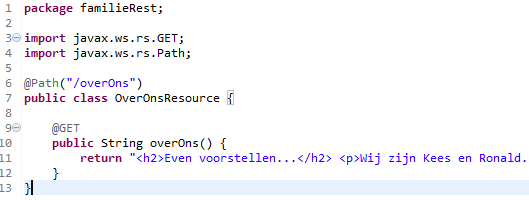 1 package familieRest;
2
3 import javax.ws.rs.GET;
4 import javax.ws.rs.Path;
5
6 @Path("/overOns")
7 public class OverOnsResource {
8
9 @GET
10 public String overOns() {
11 return "<h2>Even voorstellen...</h2> <p>Wij zijn Kees en Ronald.
12 }
13 }